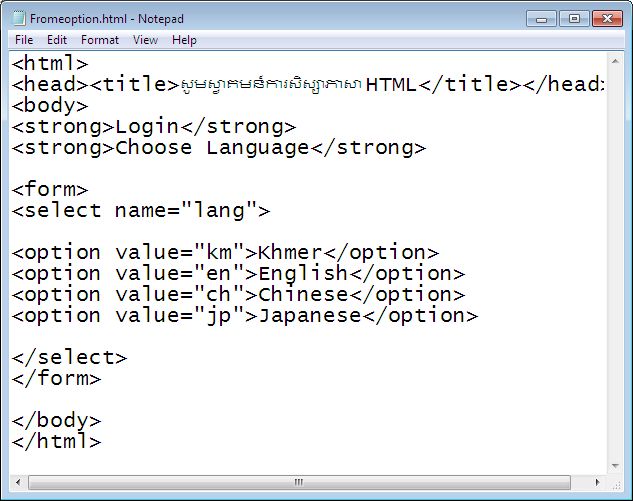 Fromeoption.html - Notepad
File Edit Format View Help
<html>
<head><title>សូមស្វាគមន៍ការសិស្សាភាសា HTML</title></head>
<body>
<strong>Login</strong>
<strong>Choose Language</strong>
<form>
<select name="lang">
<option value="km">Khmer</option>
<option value="en">English</option>
<option value="ch">Chinese</option>
<option value="jp">Japanese</option>
</select>
</form>
</body>
</html>